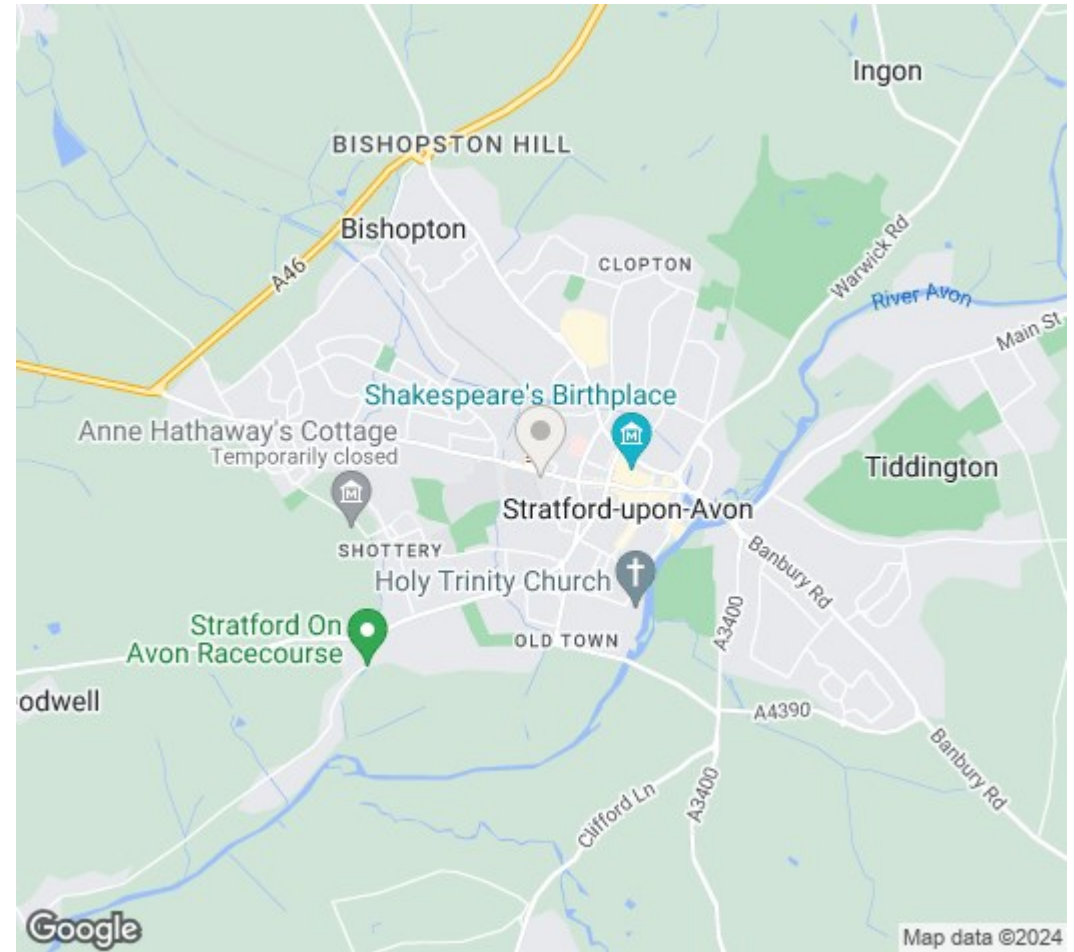 Ingon
BISHOPSTON HILL
Bishopton
CLOPTON
Warwick Rd
A46
River Avon
Main St
Shakespeare's Birthplace
Anne Hathaway's Cottage
Temporarily closed
Tiddington
Stratford-upon-Avon
SHOTTERY
Banbury Rd
Holy Trinity Church
A3400
Stratford On
Avon Racecourse
OLD TOWN
odwell
A4390
Banbury Rd
Clifford Ln
A3400
Google
Map data ©2024